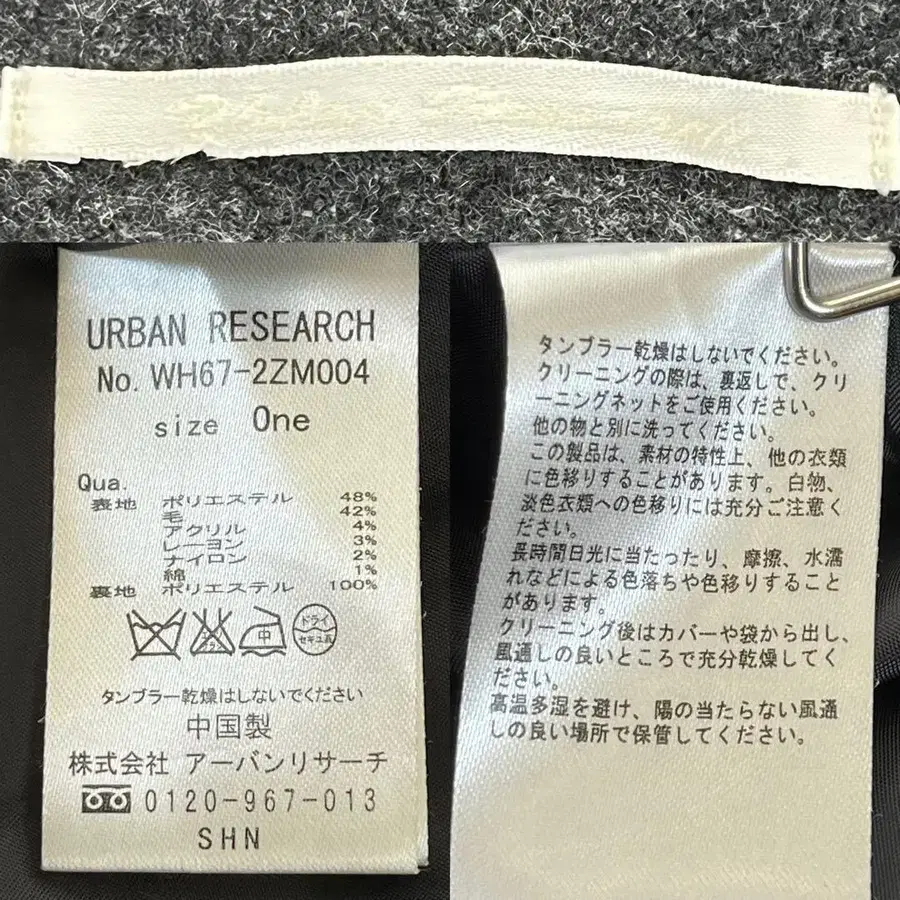 URBAN RESEARCH
No. WH67-2ZM004
size One
Qua.
表地 ポリエステル 48%
毛 42%
アクリル 4%
レーヨン 3%
ナイロン 2%
綿 1%
裏地 ポリエステル 100%
中
ドライ
セキユ系
タンブラー乾燥はしないでください
中国製
株式会社 アーバンリサーチ
0120-967-013
SHN
タンブラー乾燥はしないでください。
クリーニングの際は、裏返しで、クリ
ーニングネットをご使用ください。
他の物と別に洗ってください。
この製品は、素材の特性上、他の衣類
に色移りすることがあります。白物、
淡色衣類への色移りには充分ご注意く
ださい。
長時間日光に当たったり、摩擦、水濡
れなどによる色落ちや色移りすること
があります。
クリーニング後はカバーや袋から出し、
風通しの良いところで充分乾燥してく
ださい。
高温多湿を避け、陽の当たらない風通
しの良い場所で保管してください。